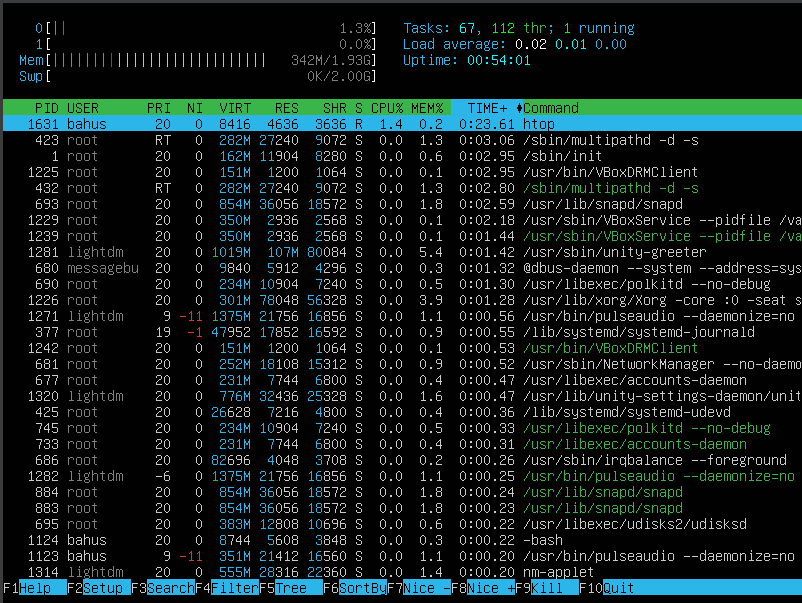 0[|| 1.3%] Tasks: 67, 112 thr; 1 running
1[ 0.0%] Load average: 0.02 0.01 0.00
Mem[||||||||||||||||||||||||||| 342M/1.93G] Uptime: 00:54:01
Swp[ 0K/2.00G]
PID USER PRI NI VIRT RES SHR S CPU% MEM% TIME+ Command
1631 bahus 20 0 8416 4636 3636 R 1.4 0.2 0:23.61 htop
423 root RT 0 282M 27240 9072 S 0.0 1.3 0:03.06 /sbin/multipathd -d -s
1 root 20 0 162M 11904 8280 S 0.0 0.6 0:02.95 /sbin/init
1225 root 20 0 151M 1200 1064 S 0.0 0.1 0:02.95 /usr/bin/VBoxDRMClient
432 root RT 0 282M 27240 9072 S 0.0 1.3 0:02.80 /sbin/multipathd -d -s
693 root 20 0 854M 36056 18572 S 0.0 1.8 0:02.59 /usr/lib/snapd/snapd
1229 root 20 0 350M 2936 2568 S 0.0 0.1 0:02.18 /usr/sbin/VBoxService --pidfile /va
1239 root 20 0 350M 2936 2568 S 0.0 0.1 0:01.44 /usr/sbin/VBoxService --pidfile /va
1281 lightdm 20 0 1019M 107M 80084 S 0.0 5.4 0:01.42 /usr/sbin/unity-greeter
680 messagebu 20 0 9840 5912 4296 S 0.0 0.3 0:01.32 @dbus-daemon --system --address=sys
690 root 20 0 234M 10904 7240 S 0.0 0.5 0:01.30 /usr/libexec/polkitd --no-debug
1226 root 20 0 301M 78048 56328 S 0.0 3.9 0:01.28 /usr/lib/xorg/Xorg -core :0 -seat s
1271 lightdm 9 -11 1375M 21756 16856 S 0.0 1.1 0:00.56 /usr/bin/pulseaudio --daemonize=no
377 root 19 -1 47952 17852 16592 S 0.0 0.9 0:00.55 /lib/systemd/systemd-journald
1242 root 20 0 151M 1200 1064 S 0.0 0.1 0:00.53 /usr/bin/VBoxDRMClient
681 root 20 0 252M 18108 15312 S 0.0 0.9 0:00.52 /usr/sbin/NetworkManager --no-daemo
677 root 20 0 231M 7744 6800 S 0.0 0.4 0:00.47 /usr/libexec/accounts-daemon
1320 lightdm 20 0 776M 32436 25328 S 0.0 1.6 0:00.47 /usr/lib/unity-settings-daemon/unit
425 root 20 0 26628 7216 4800 S 0.0 0.4 0:00.36 /lib/systemd/systemd-udevd
745 root 20 0 234M 10904 7240 S 0.0 0.5 0:00.33 /usr/libexec/polkitd --no-debug
733 root 20 0 231M 7744 6800 S 0.0 0.4 0:00.31 /usr/libexec/accounts-daemon
686 root 20 0 82696 4048 3708 S 0.0 0.2 0:00.26 /usr/sbin/irqbalance --foreground
1282 lightdm -6 0 1375M 21756 16856 S 0.0 1.1 0:00.25 /usr/bin/pulseaudio --daemonize=no
884 root 20 0 854M 36056 18572 S 0.0 1.8 0:00.24 /usr/lib/snapd/snapd
883 root 20 0 854M 36056 18572 S 0.0 1.8 0:00.23 /usr/lib/snapd/snapd
695 root 20 0 383M 12808 10696 S 0.0 0.6 0:00.22 /usr/libexec/udisks2/udisksd
1124 bahus 20 0 8744 5608 3848 S 0.0 0.3 0:00.22 -bash
1123 bahus 9 -11 351M 21412 16560 S 0.0 1.1 0:00.20 /usr/bin/pulseaudio --daemonize=no
1314 lightdm 20 0 555M 28316 22360 S 0.0 1.4 0:00.20 nm-applet
F1Help F2Setup F3SearchF4FilterF5Tree F6SortByF7Nice -F8Nice +F9Kill F10Quit